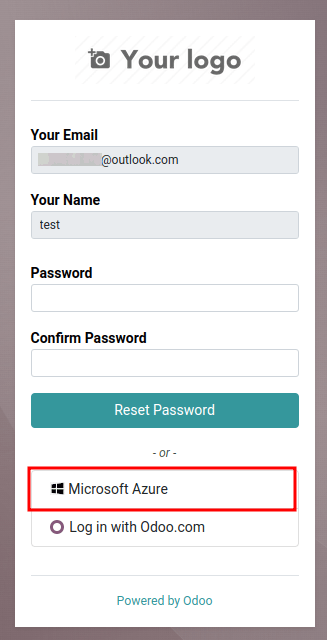 Your logo
Your Email
@outlook.com
Your Name
test
Password
Confirm Password
Reset Password
- or -
Microsoft Azure
Log in with Odoo.com
Powered by Odoo